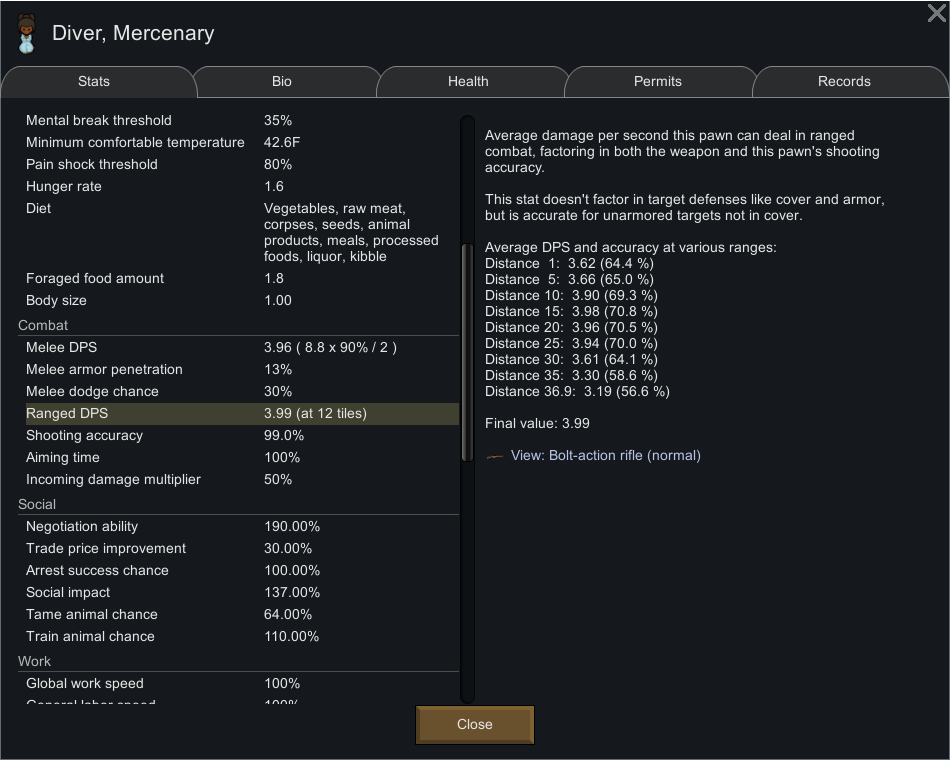 Diver, Mercenary
Stats Bio Health Permits Records
Mental break threshold 35%
Minimum comfortable temperature 42.6F
Pain shock threshold 80%
Hunger rate 1.6
Diet Vegetables, raw meat,
corpses, seeds, animal
products, meals, processed
foods, liquor, kibble
Foraged food amount 1.8
Body size 1.00
Combat
Melee DPS 3.96 ( 8.8 x 90% / 2 )
Melee armor penetration 13%
Melee dodge chance 30%
Ranged DPS 3.99 (at 12 tiles)
Shooting accuracy 99.0%
Aiming time 100%
Incoming damage multiplier 50%
Social
Negotiation ability 190.00%
Trade price improvement 30.00%
Arrest success chance 100.00%
Social impact 137.00%
Tame animal chance 64.00%
Train animal chance 110.00%
Work
Global work speed 100%
General labor speed 100%
Average damage per second this pawn can deal in ranged
combat, factoring in both the weapon and this pawn's shooting
accuracy.
This stat doesn't factor in target defenses like cover and armor,
but is accurate for unarmored targets not in cover.
Average DPS and accuracy at various ranges:
Distance 1: 3.62 (64.4 %)
Distance 5: 3.66 (65.0 %)
Distance 10: 3.90 (69.3 %)
Distance 15: 3.98 (70.8 %)
Distance 20: 3.96 (70.5 %)
Distance 25: 3.94 (70.0 %)
Distance 30: 3.61 (64.1 %)
Distance 35: 3.30 (58.6 %)
Distance 36.9: 3.19 (56.6 %)
Final value: 3.99
View: Bolt-action rifle (normal)
Close